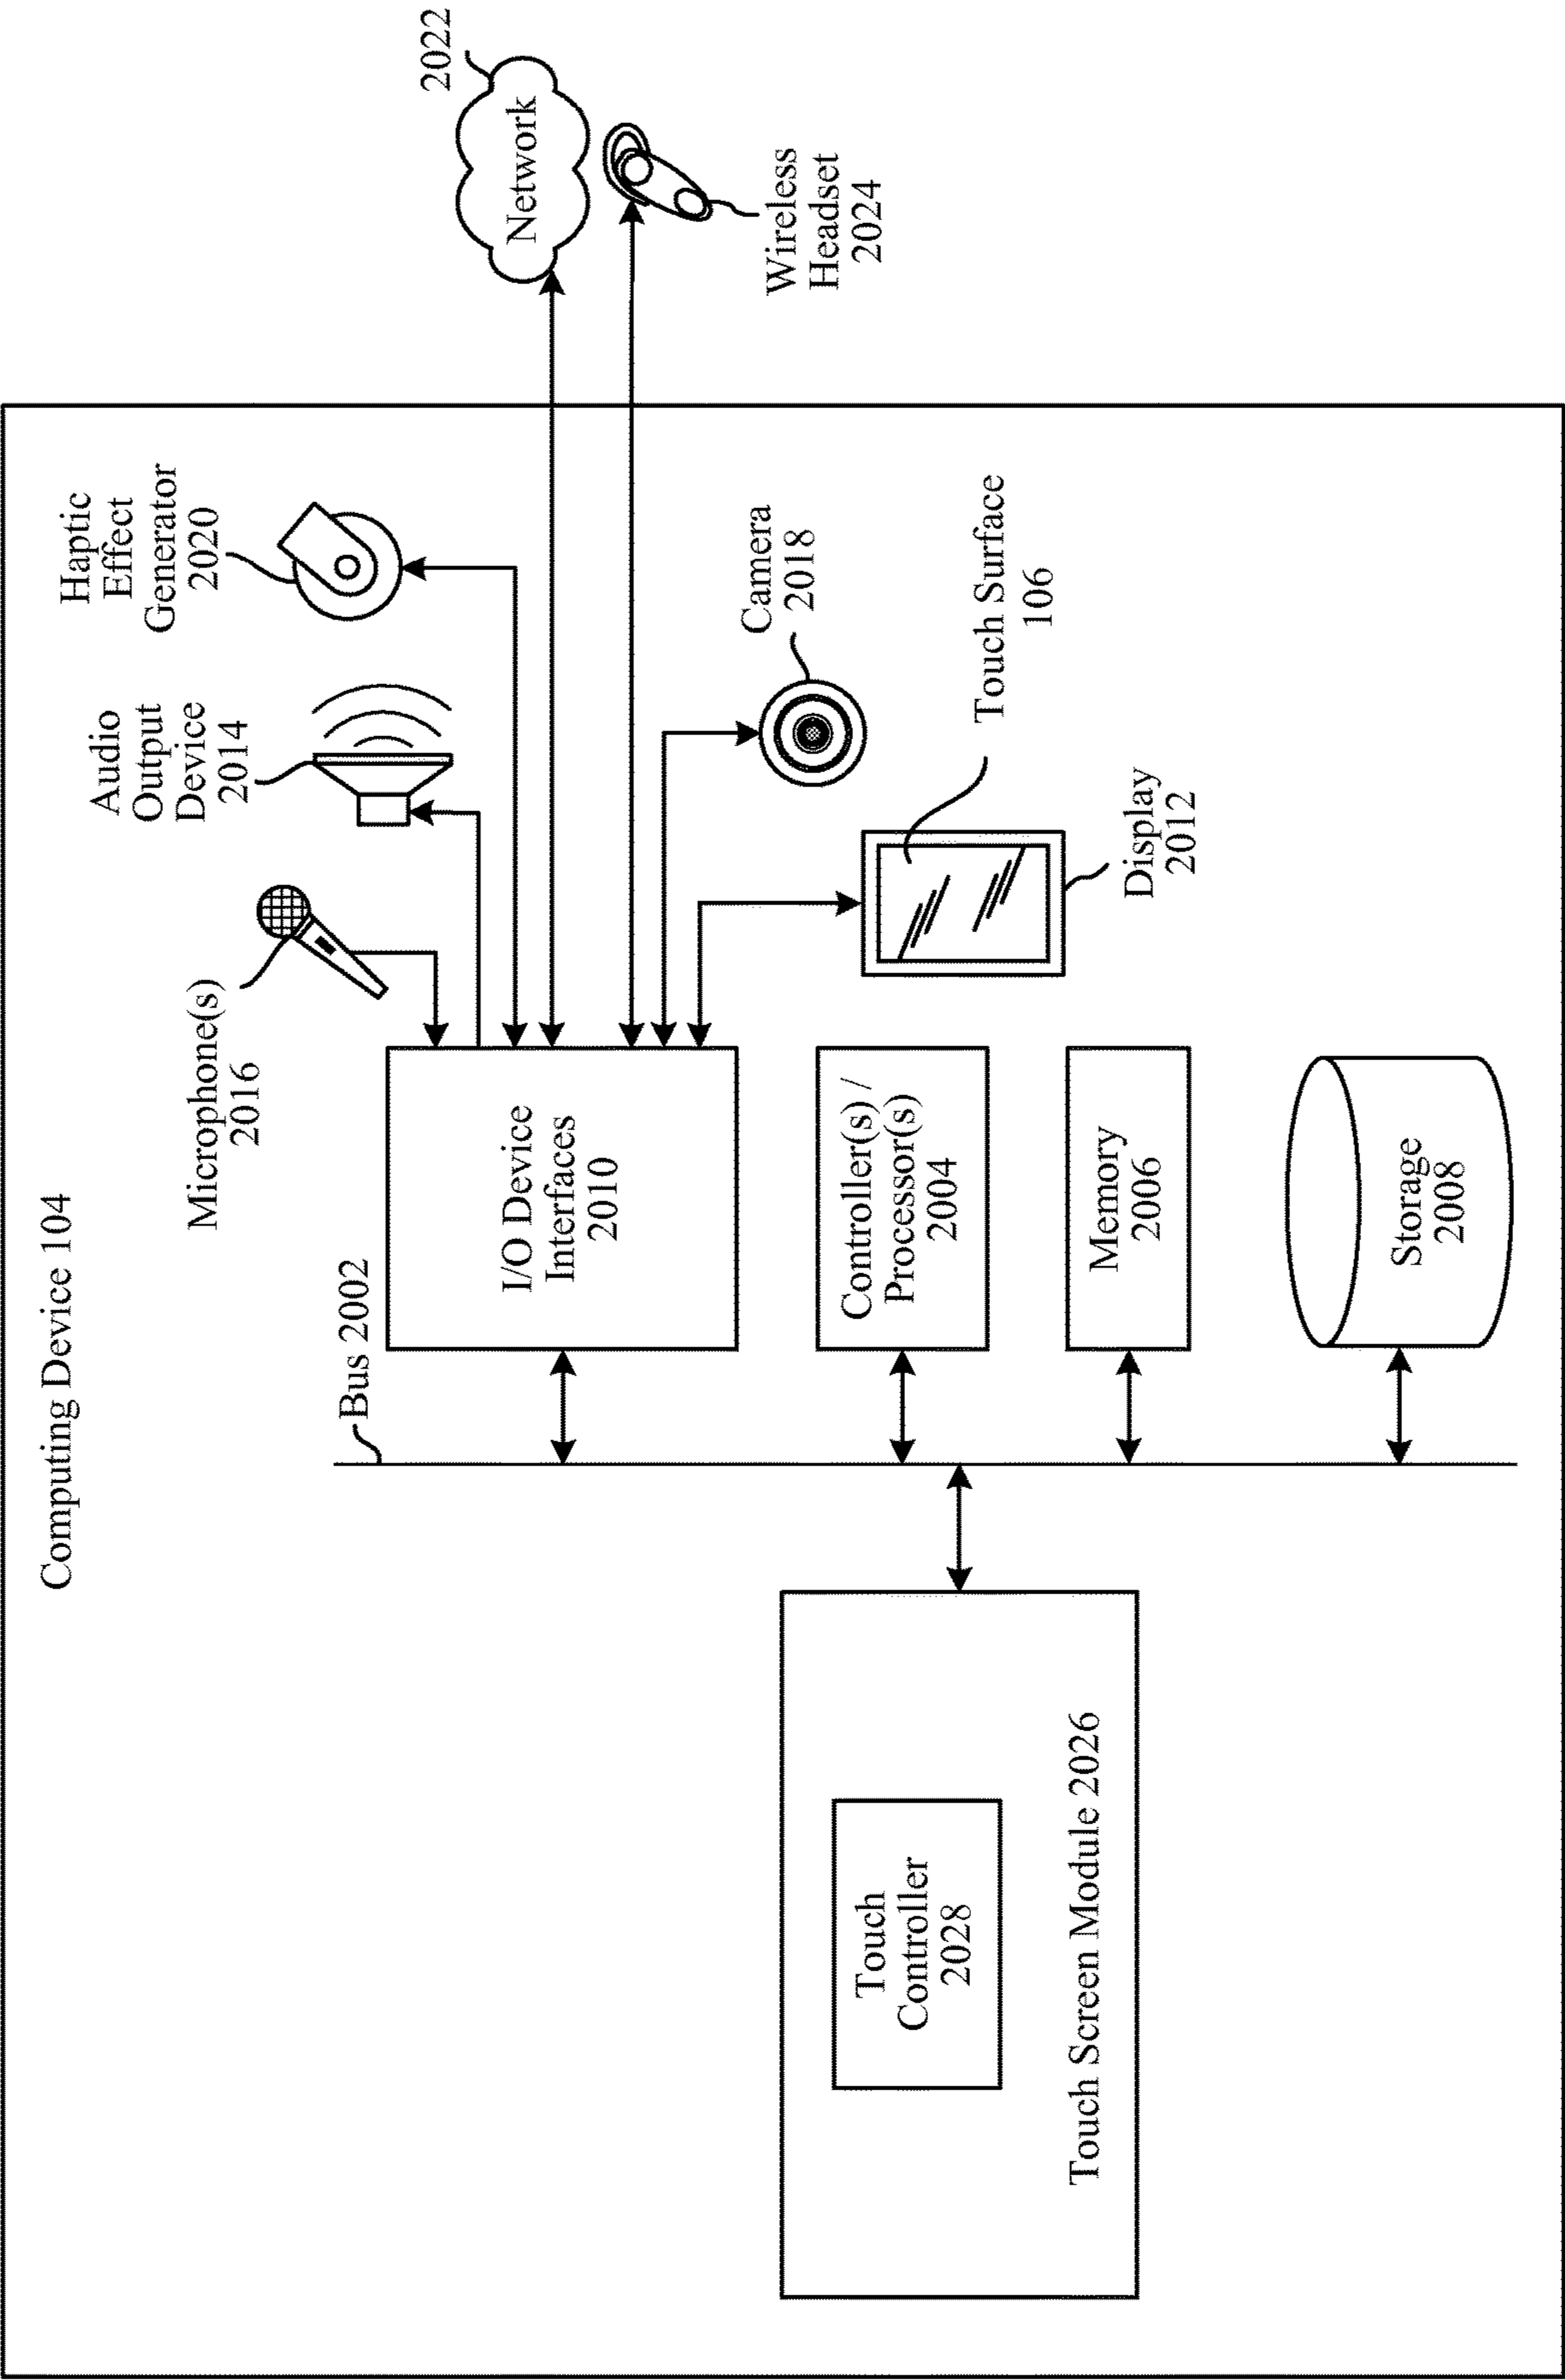 Computing Device 104
Bus 2002
Microphone(s)
2016
Audio
Output
Device
2014
Haptic
Effect
Generator
2020
2022
Network
Wireless
Headset
2024
I/O Device
Interfaces
2010
Camera
2018
Touch Surface
106
Display
2012
Controller(s) /
Processor(s)
2004
Memory
2006
Storage
2008
Touch
Controller
2028
Touch Screen Module 2026